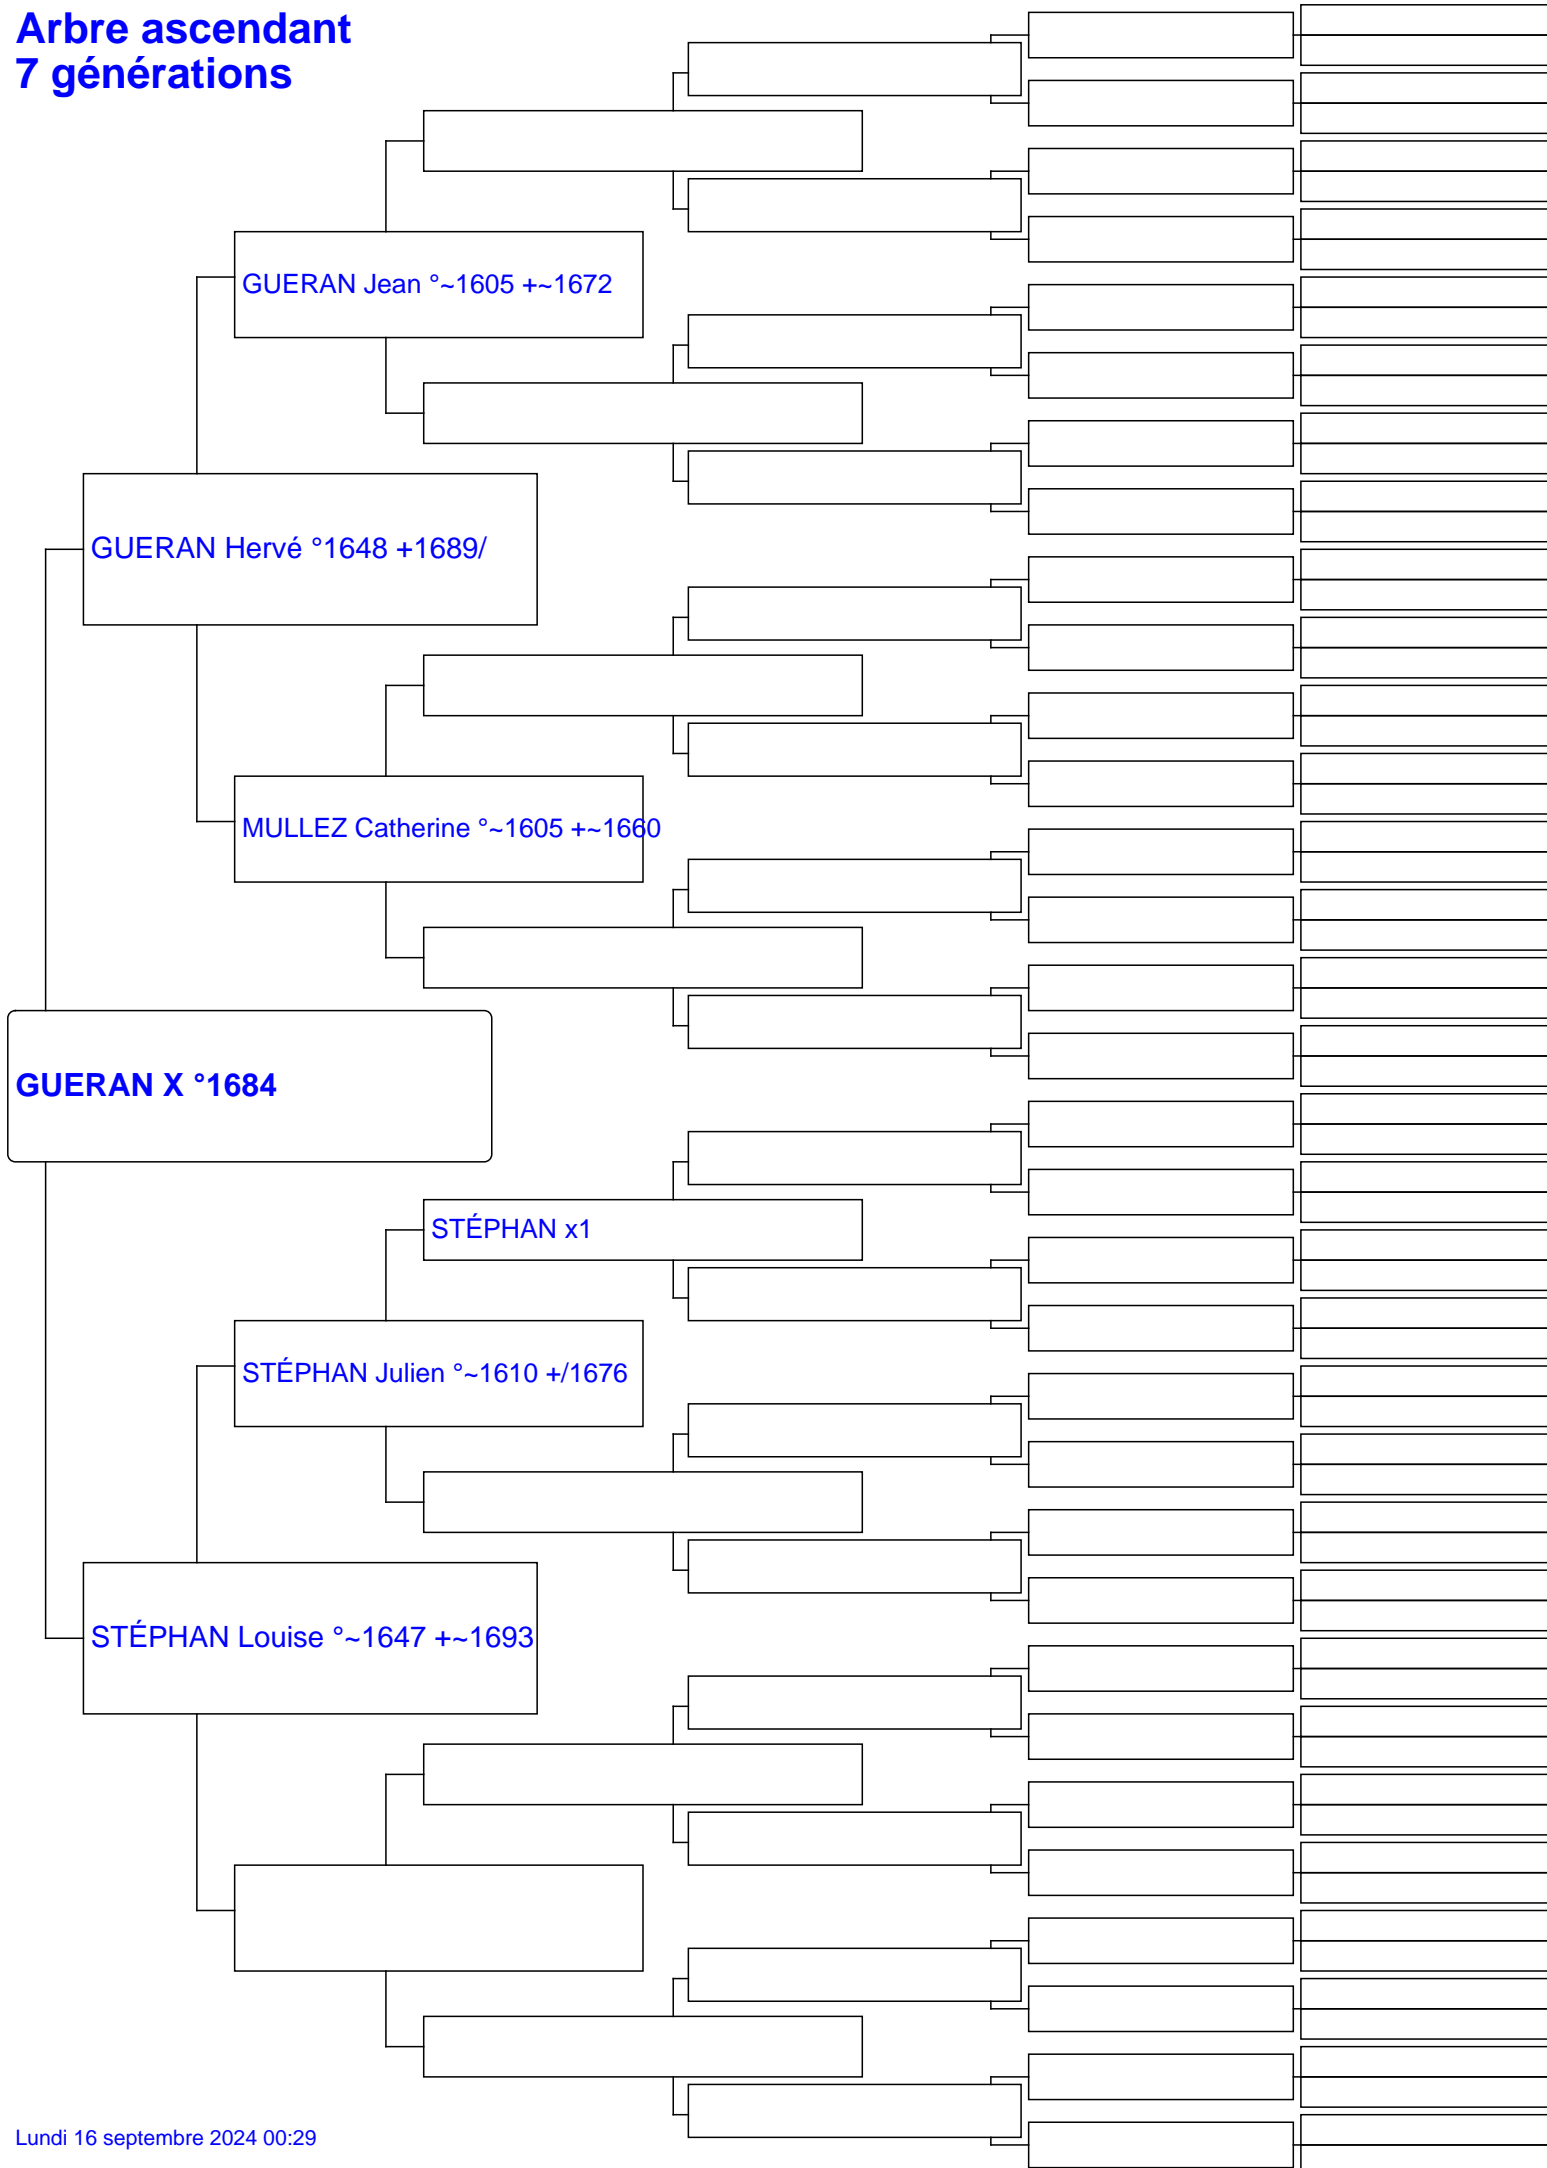 Arbre ascendant
7 générations
GUERAN Jean °~1605 +~1672
GUERAN Hervé °1648 +1689/
MULLEZ Catherine °~1605 +~1660
GUERAN X °1684
STÉPHAN x1
STÉPHAN Julien °~1610 +/1676
STÉPHAN Louise °~1647 +~1693
Lundi 16 septembre 2024 00:29